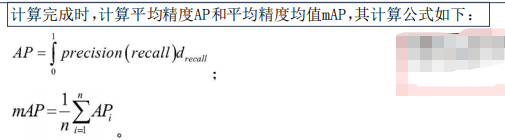 计算完成时,计算平均精度AP和平均精度均值mAP,其计算公式如下：
AP=∫₀¹ precision(recall)d_recall ；
mAP=1/n ∑ᵢ₌₁ⁿ APᵢ 。